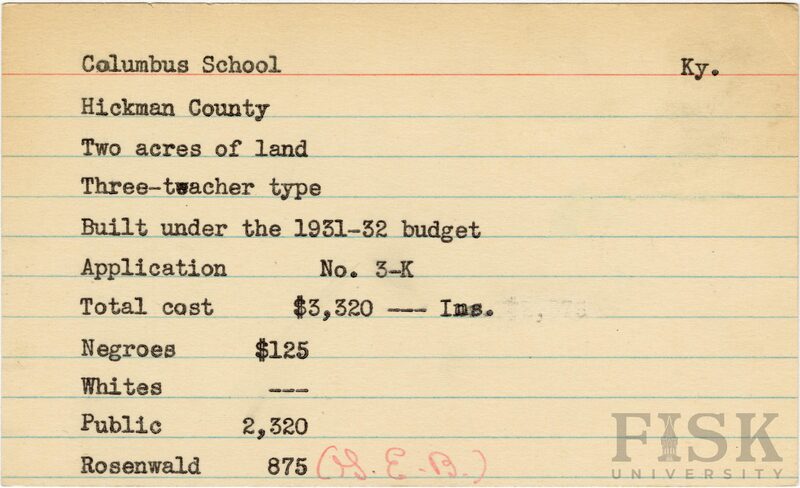 Columbus School Ky.
Hickman County
Two acres of land
Three-teacher type
Built under the 1931-32 budget
Application No. 3-K
Total cost $3,320 --- Ins.
Negroes $125
Whites ---
Public 2,320
Rosenwald 875 (G. E. B.)
FISK
UNIVERSITY